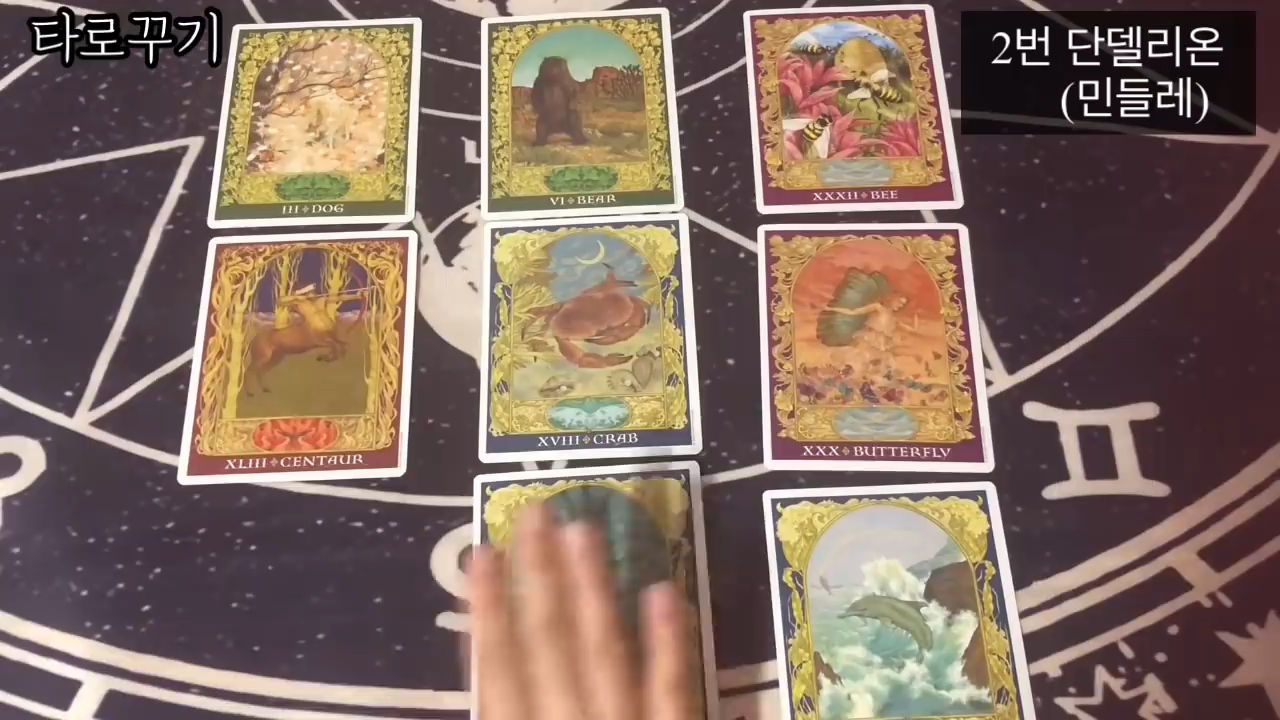 타로꾸기
2번 단델리온
(민들레)
III DOG
VI BEAR
XXXII BEE
XLIII CENTAUR
XVIII CRAB
XXX BUTTERFLY